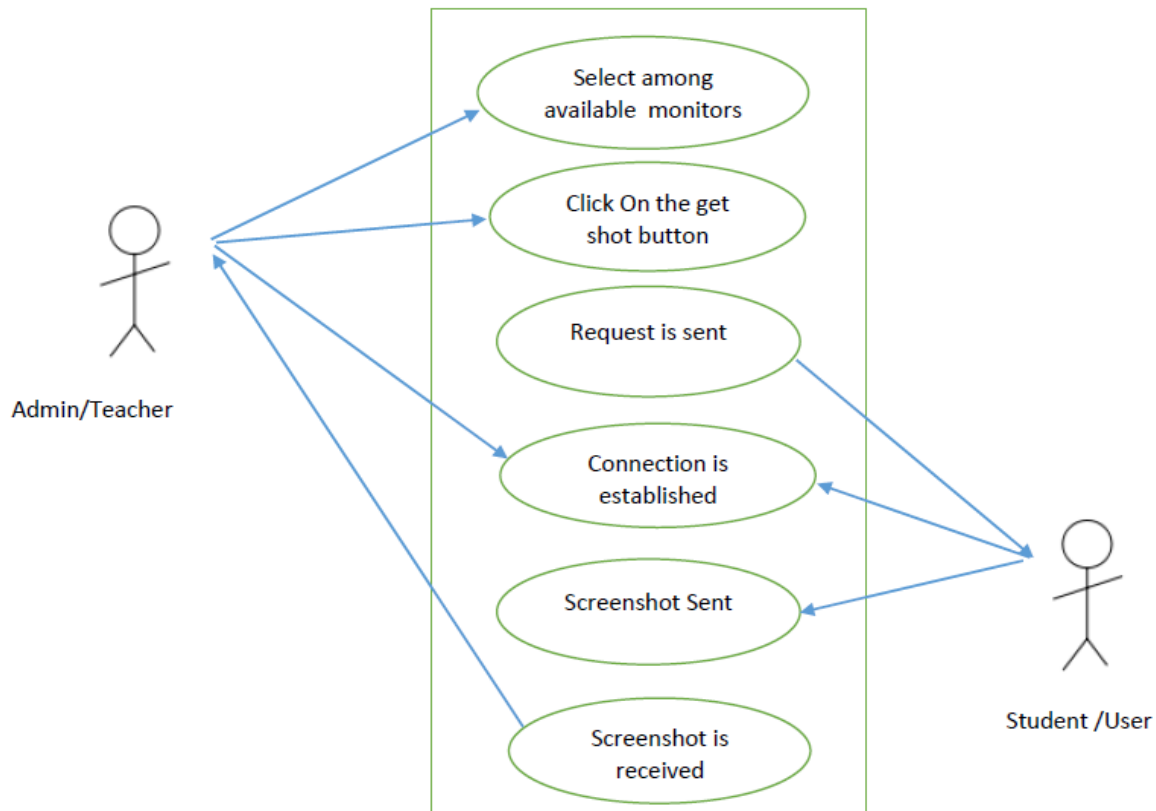 Select among
available monitors
Click On the get
shot button
Request is sent
Admin/Teacher
Connection is
established
Screenshot Sent
Student /User
Screenshot is
received